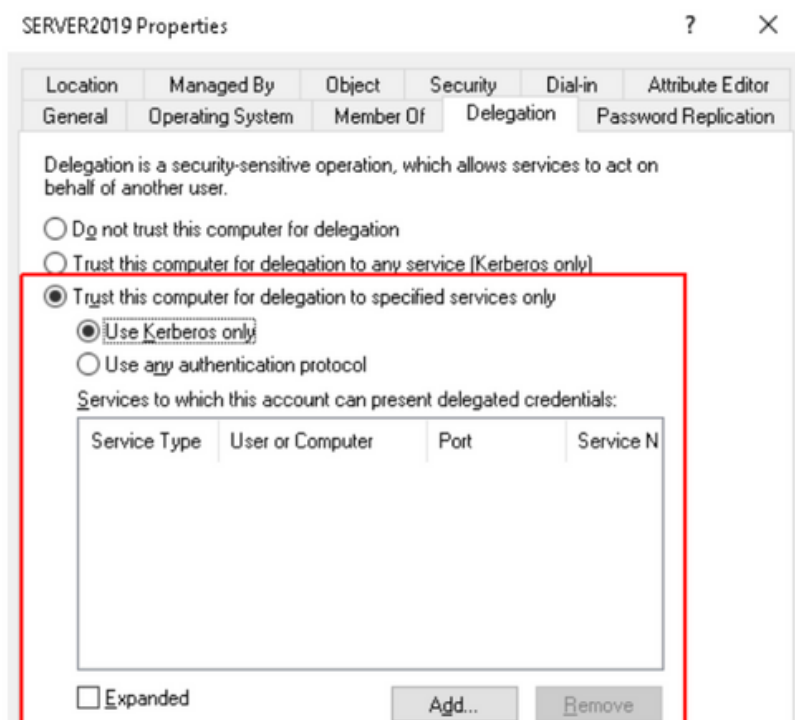 SERVER2019 Properties ? ×
Location Managed By Object Security Dial-in Attribute Editor
General Operating System Member Of Delegation Password Replication
Delegation is a security-sensitive operation, which allows services to act on
behalf of another user.
Do not trust this computer for delegation
Trust this computer for delegation to any service (Kerberos only)
Trust this computer for delegation to specified services only
Use Kerberos only
Use any authentication protocol
Services to which this account can present delegated credentials:
Service Type User or Computer Port Service N
Expanded Add... Remove